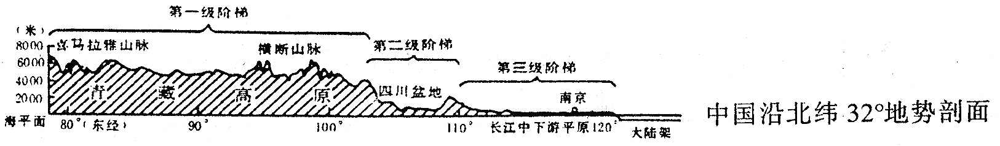 第一级阶梯
(米)
8000 喜马拉雅山脉 横断山脉 第二级阶梯
6000
第三级阶梯
4000
青藏高原 四川盆地 南京
2000
海平面 80°(东经) 90° 100° 110° 长江中下游平原 120°
大陆架
中国沿北纬 32°地势剖面